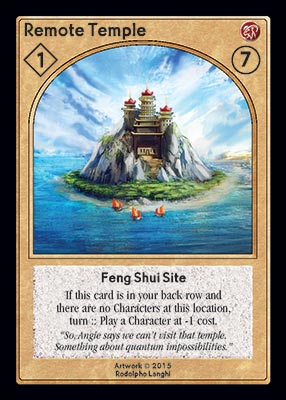 Remote Temple
1
7
Feng Shui Site
If this card is in your back row and
there are no Characters at this location,
turn :: Play a Character at -1 cost.
"So, Angie says we can't visit that temple.
Something about quantum impossibilities."
Artwork © 2015
Rodolpho Langhi